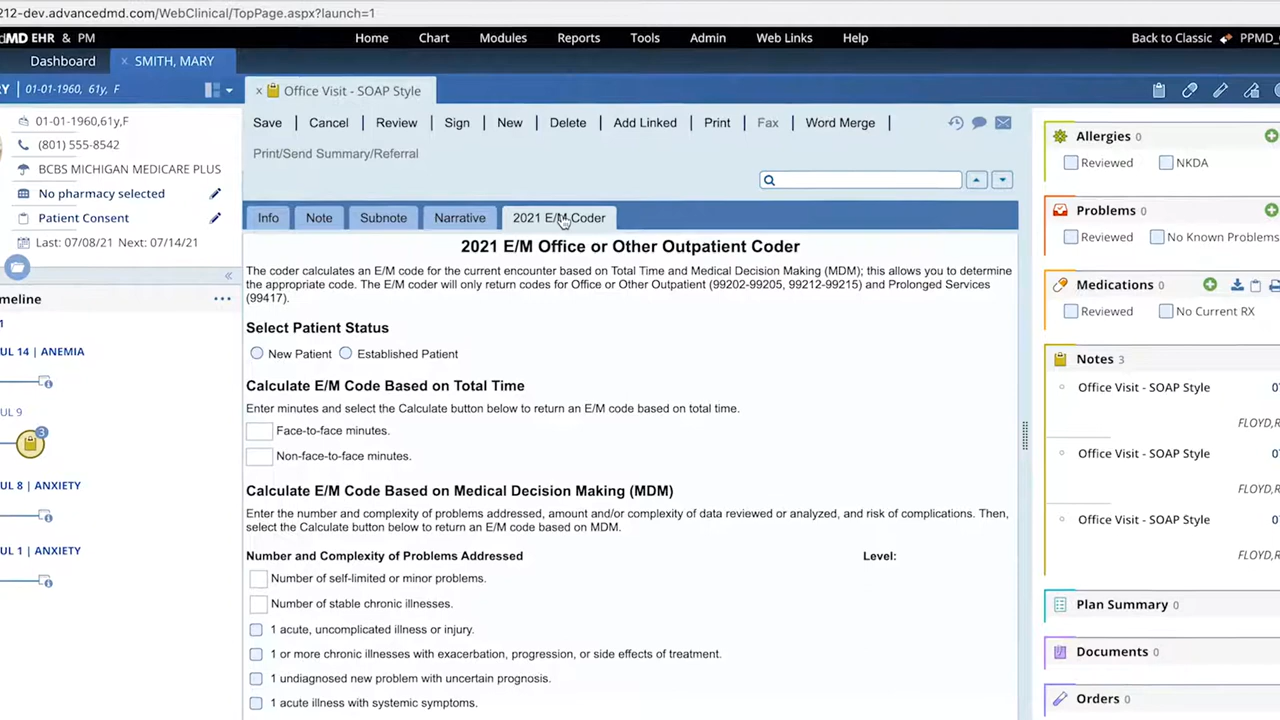 212-dev.advancedmd.com/WebClinical/TopPage.aspx?launch=1
dMD EHR & PM Home Chart Modules Reports Tools Admin Web Links Help Back to Classic PPMD_
Dashboard × SMITH, MARY
RY 01-01-1960, 61y, F
× Office Visit - SOAP Style
Save | Cancel | Review | Sign | New | Delete | Add Linked | Print | Fax | Word Merge |
Print/Send Summary/Referral
01-01-1960,61y,F
(801) 555-8542
BCBS MICHIGAN MEDICARE PLUS
No pharmacy selected
Patient Consent
Last: 07/08/21 Next: 07/14/21
«
meline ...
1
UL 14 | ANEMIA
UL 9
3
UL 8 | ANXIETY
UL 1 | ANXIETY
Info Note Subnote Narrative 2021 E/M Coder
2021 E/M Office or Other Outpatient Coder
The coder calculates an E/M code for the current encounter based on Total Time and Medical Decision Making (MDM); this allows you to determine
the appropriate code. The E/M coder will only return codes for Office or Other Outpatient (99202-99205, 99212-99215) and Prolonged Services
(99417).
Select Patient Status
New Patient Established Patient
Calculate E/M Code Based on Total Time
Enter minutes and select the Calculate button below to return an E/M code based on total time.
Face-to-face minutes.
Non-face-to-face minutes.
Calculate E/M Code Based on Medical Decision Making (MDM)
Enter the number and complexity of problems addressed, amount and/or complexity of data reviewed or analyzed, and risk of complications. Then,
select the Calculate button below to return an E/M code based on MDM.
Number and Complexity of Problems Addressed Level:
Number of self-limited or minor problems.
Number of stable chronic illnesses.
1 acute, uncomplicated illness or injury.
1 or more chronic illnesses with exacerbation, progression, or side effects of treatment.
1 undiagnosed new problem with uncertain prognosis.
1 acute illness with systemic symptoms.
Allergies 0
Reviewed NKDA
Problems 0
Reviewed No Known Problems
Medications 0
Reviewed No Current RX
Notes 3
Office Visit - SOAP Style 07
FLOYD,R
Office Visit - SOAP Style 07
FLOYD,R
Office Visit - SOAP Style 07
FLOYD,R
Plan Summary 0
Documents 0
Orders 0